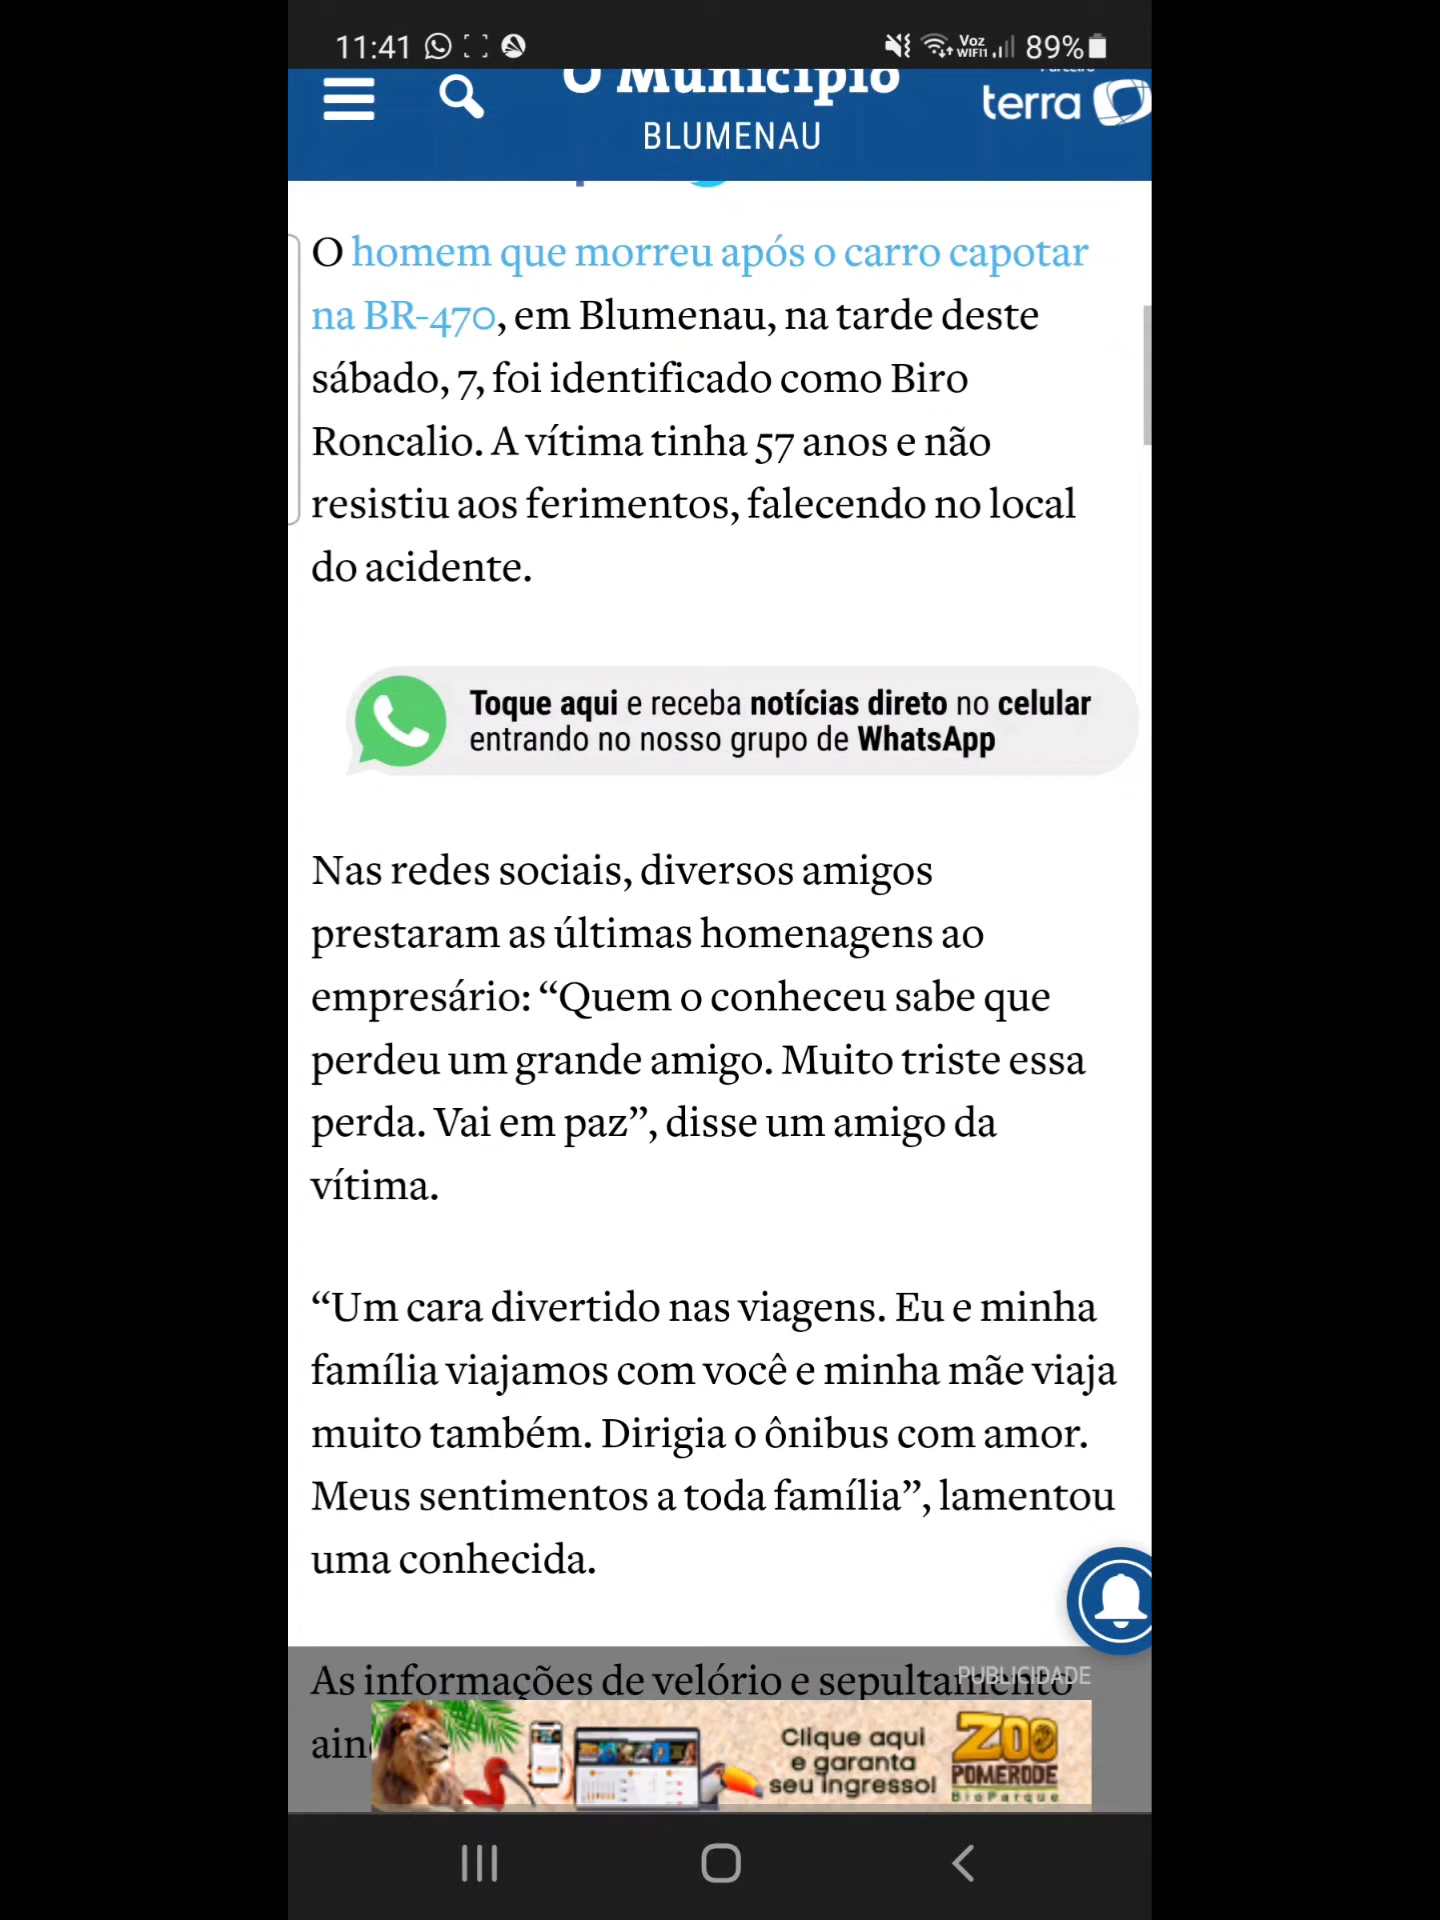 11:41
Voz
WIFI1
89%
O Município
BLUMENAU
terra
O homem que morreu após o carro capotar
na BR-470, em Blumenau, na tarde deste
sábado, 7, foi identificado como Biro
Roncalio. A vítima tinha 57 anos e não
resistiu aos ferimentos, falecendo no local
do acidente.
Toque aqui e receba notícias direto no celular
entrando no nosso grupo de WhatsApp
Nas redes sociais, diversos amigos
prestaram as últimas homenagens ao
empresário: “Quem o conheceu sabe que
perdeu um grande amigo. Muito triste essa
perda. Vai em paz”, disse um amigo da
vítima.
“Um cara divertido nas viagens. Eu e minha
família viajamos com você e minha mãe viaja
muito também. Dirigia o ônibus com amor.
Meus sentimentos a toda família”, lamentou
uma conhecida.
As informações de velório e sepultamento
PUBLICIDADE
Clique aqui
e garanta
seu ingresso!
ZOO
POMERODE
BioParque